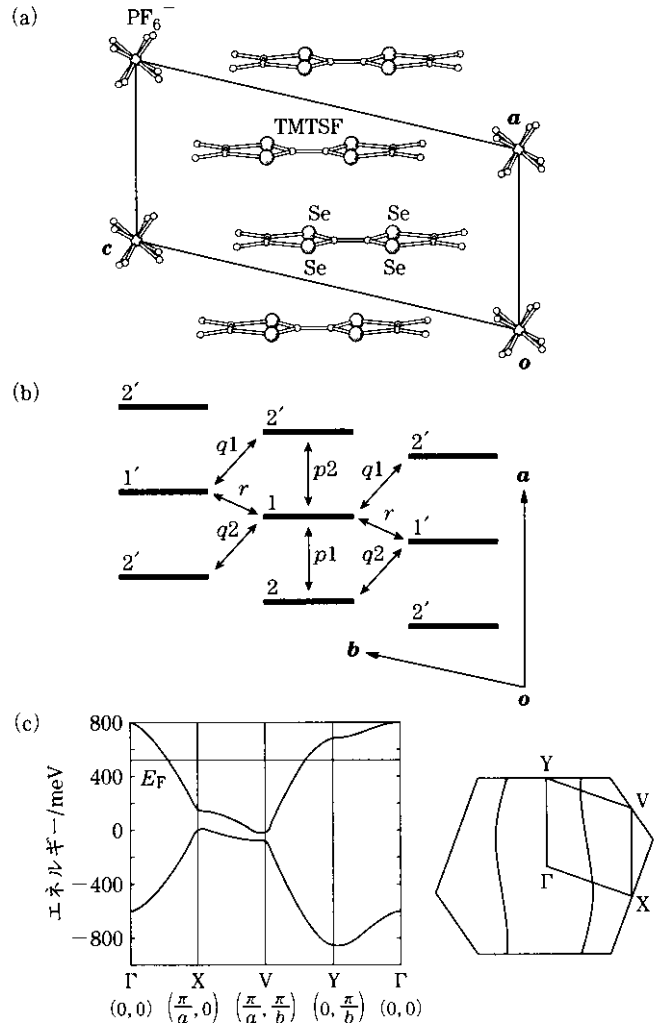 (a)
PF₆⁻
TMTSF
a
Se Se
c
Se Se
o
(b)
2′
2′
q1 p2 q1 2′
a
1′
r 1 r
q2 1′
p1 q2
2′ 2
2′
b
o
(c)
800
400
E_F
0
−400
−800
エネルギー/meV
Γ X V Y Γ
(0, 0) (π/a, 0) (π/a, π/b) (0, π/b) (0, 0)
Y
V
Γ
X